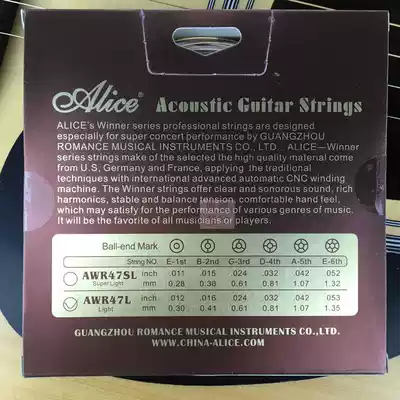 Alice® Acoustic Guitar Strings
ALICE's Winner series professional strings are designed
especially for super concert performance by GUANGZHOU
ROMANCE MUSICAL INSTRUMENTS CO., LTD. ALICE—Winner
series strings make of the selected the high quality material come
from U.S, Germany and France, applying the traditional
techniques with international advanced automatic CNC winding
machine. The Winner strings offer clear and sonorous sound, rich
harmonics, stable and balance tension, comfortable hand feel,
which may satisfy for the performance of various genres of music.
It will be the favorite of all musicians or players.
Ball-end Mark
String NO. E-1st B-2nd G-3rd D-4th A-5th E-6th
AWR47SL inch .011 .015 .024 .032 .042 .052
Super Light mm 0.28 0.38 0.61 0.81 1.07 1.32
AWR47L inch .012 .016 .024 .032 .042 .053
Light mm 0.30 0.41 0.61 0.81 1.07 1.35
GUANGZHOU ROMANCE MUSICAL INSTRUMENTS CO., LTD.
WWW.CHINA-ALICE.COM